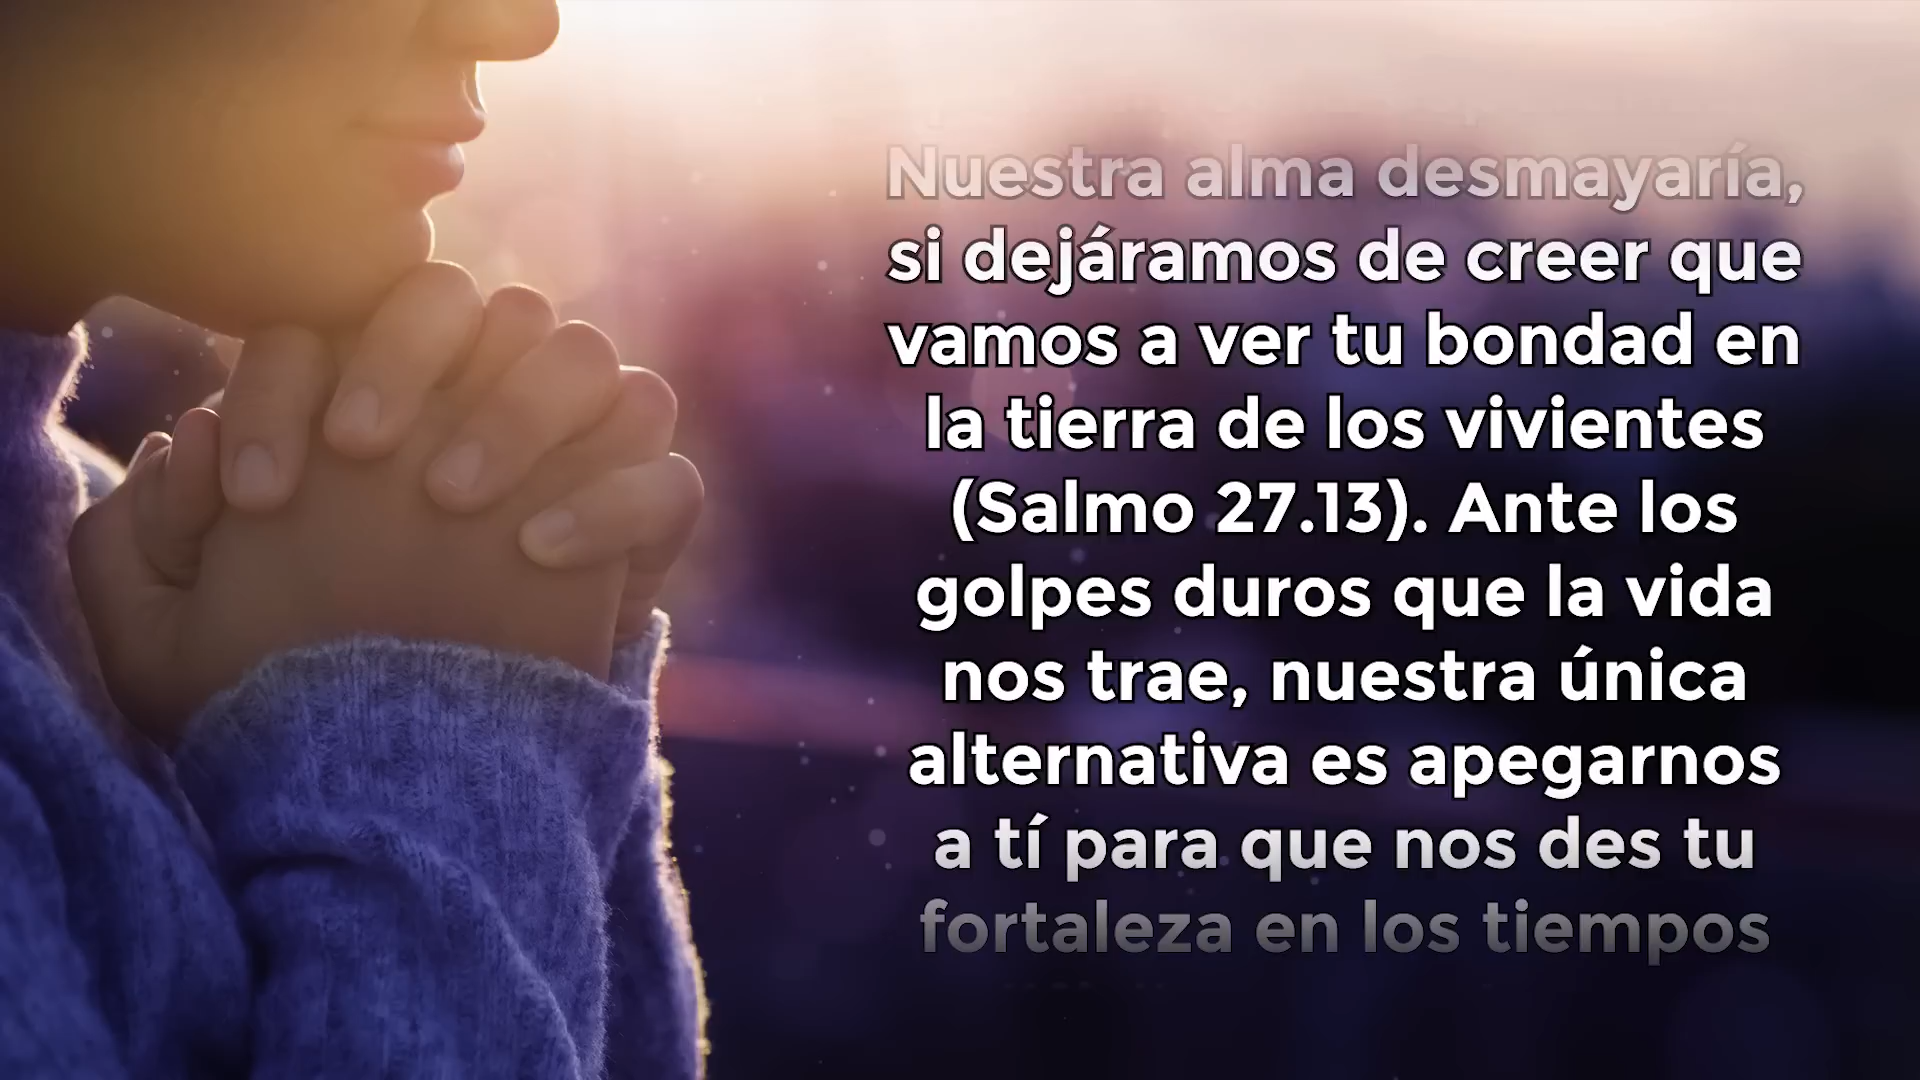 Nuestra alma desmayaría,
si dejáramos de creer que
vamos a ver tu bondad en
la tierra de los vivientes
(Salmo 27.13). Ante los
golpes duros que la vida
nos trae, nuestra única
alternativa es apegarnos
a tí para que nos des tu
fortaleza en los tiempos